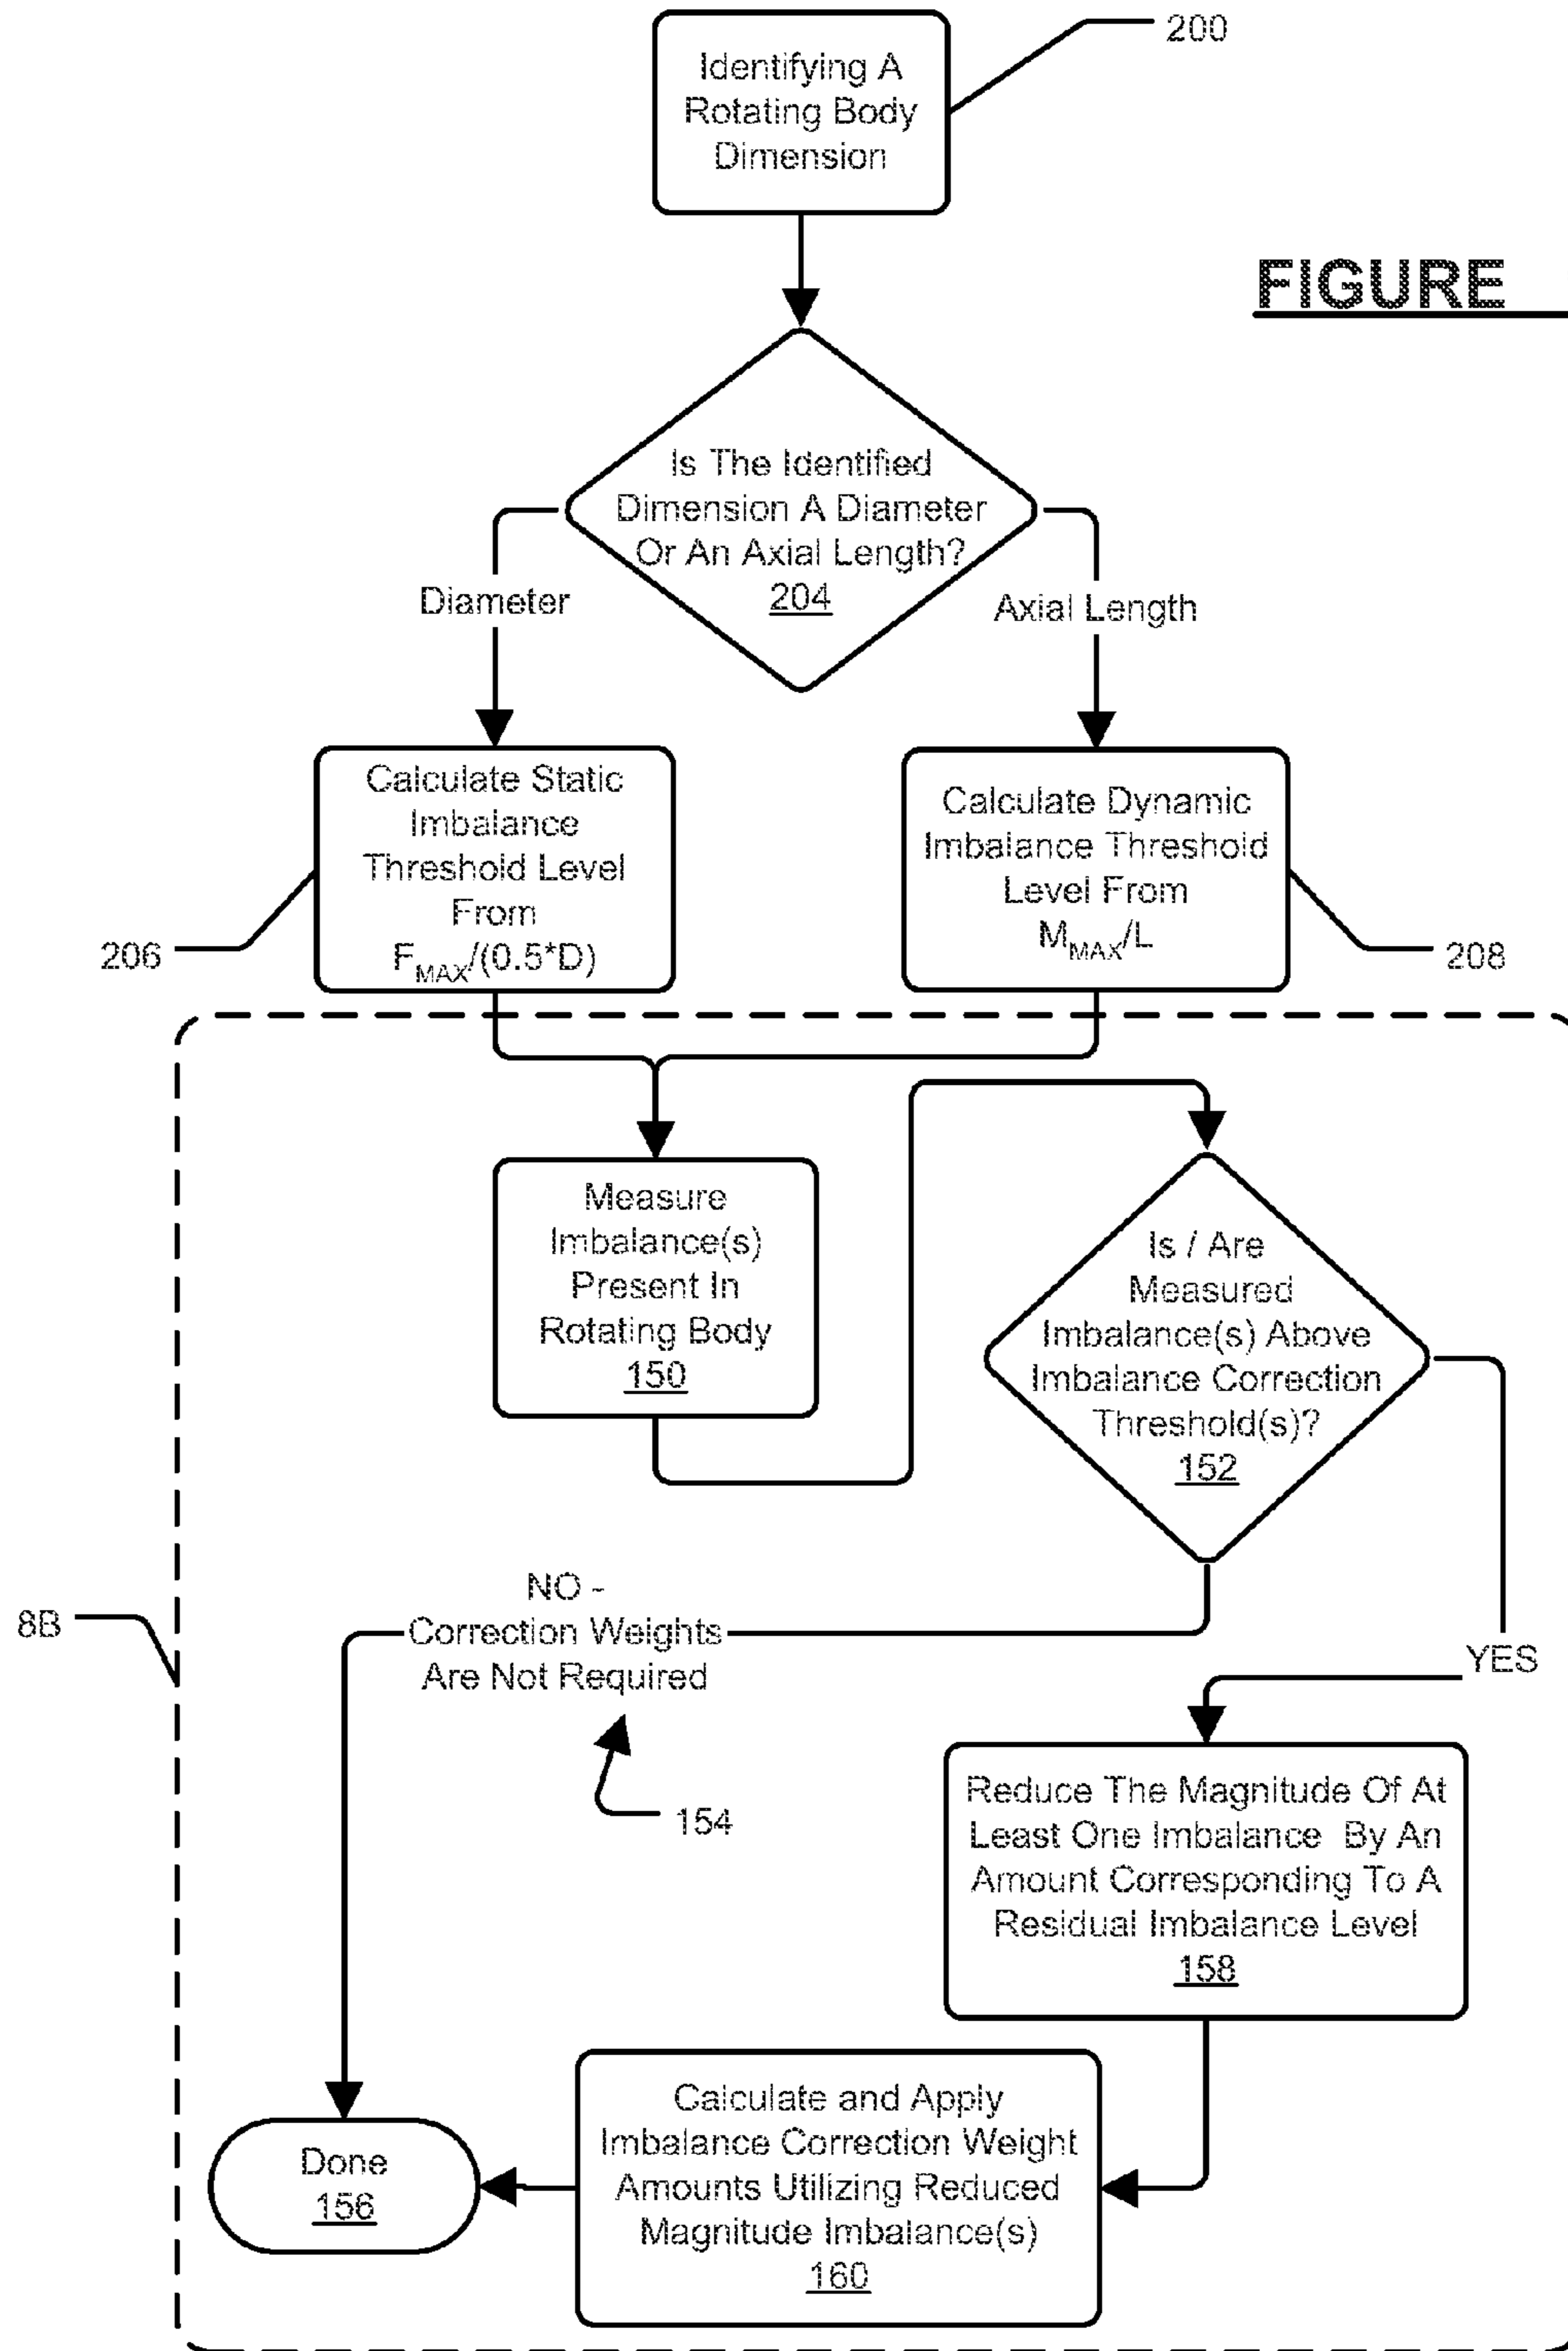 200
Identifying A
Rotating Body
Dimension
FIGURE
Is The Identified
Dimension A Diameter
Or An Axial Length?
204
Diameter
Axial Length
Calculate Static
Imbalance
Threshold Level
From
F_MAX/(0.5*D)
206
Calculate Dynamic
Imbalance Threshold
Level From
M_MAX/L
208
Measure
Imbalance(s)
Present In
Rotating Body
150
Is / Are
Measured
Imbalance(s) Above
Imbalance Correction
Threshold(s)?
152
NO -
Correction Weights
Are Not Required
8B
YES
154
Reduce The Magnitude Of At
Least One Imbalance By An
Amount Corresponding To A
Residual Imbalance Level
158
Calculate and Apply
Imbalance Correction Weight
Amounts Utilizing Reduced
Magnitude Imbalance(s)
160
Done
156